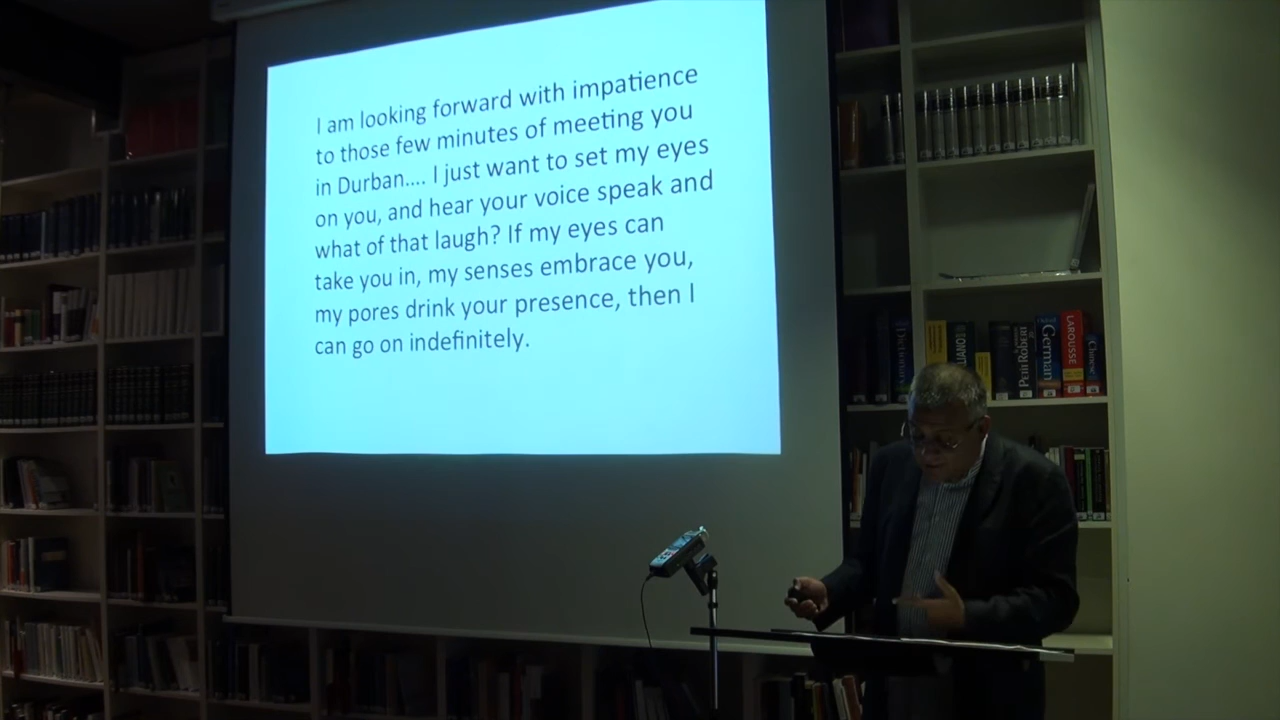 I am looking forward with impatience
to those few minutes of meeting you
in Durban.... I just want to set my eyes
on you, and hear your voice speak and
what of that laugh? If my eyes can
take you in, my senses embrace you,
my pores drink your presence, then I
can go on indefinitely.
Petit Robert
German
LAROUSSE
Chinese